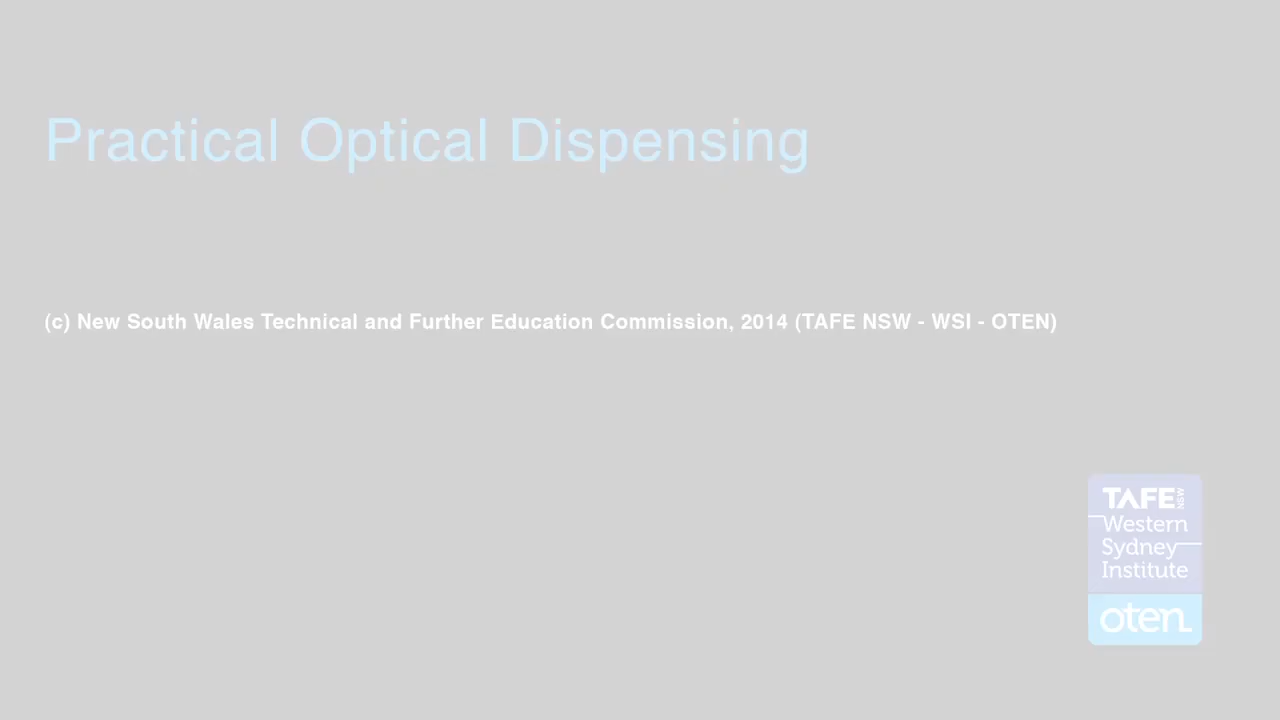 Practical Optical Dispensing
(c) New South Wales Technical and Further Education Commission, 2014 (TAFE NSW - WSI - OTEN)
TAFE NSW
Western
Sydney
Institute
oten